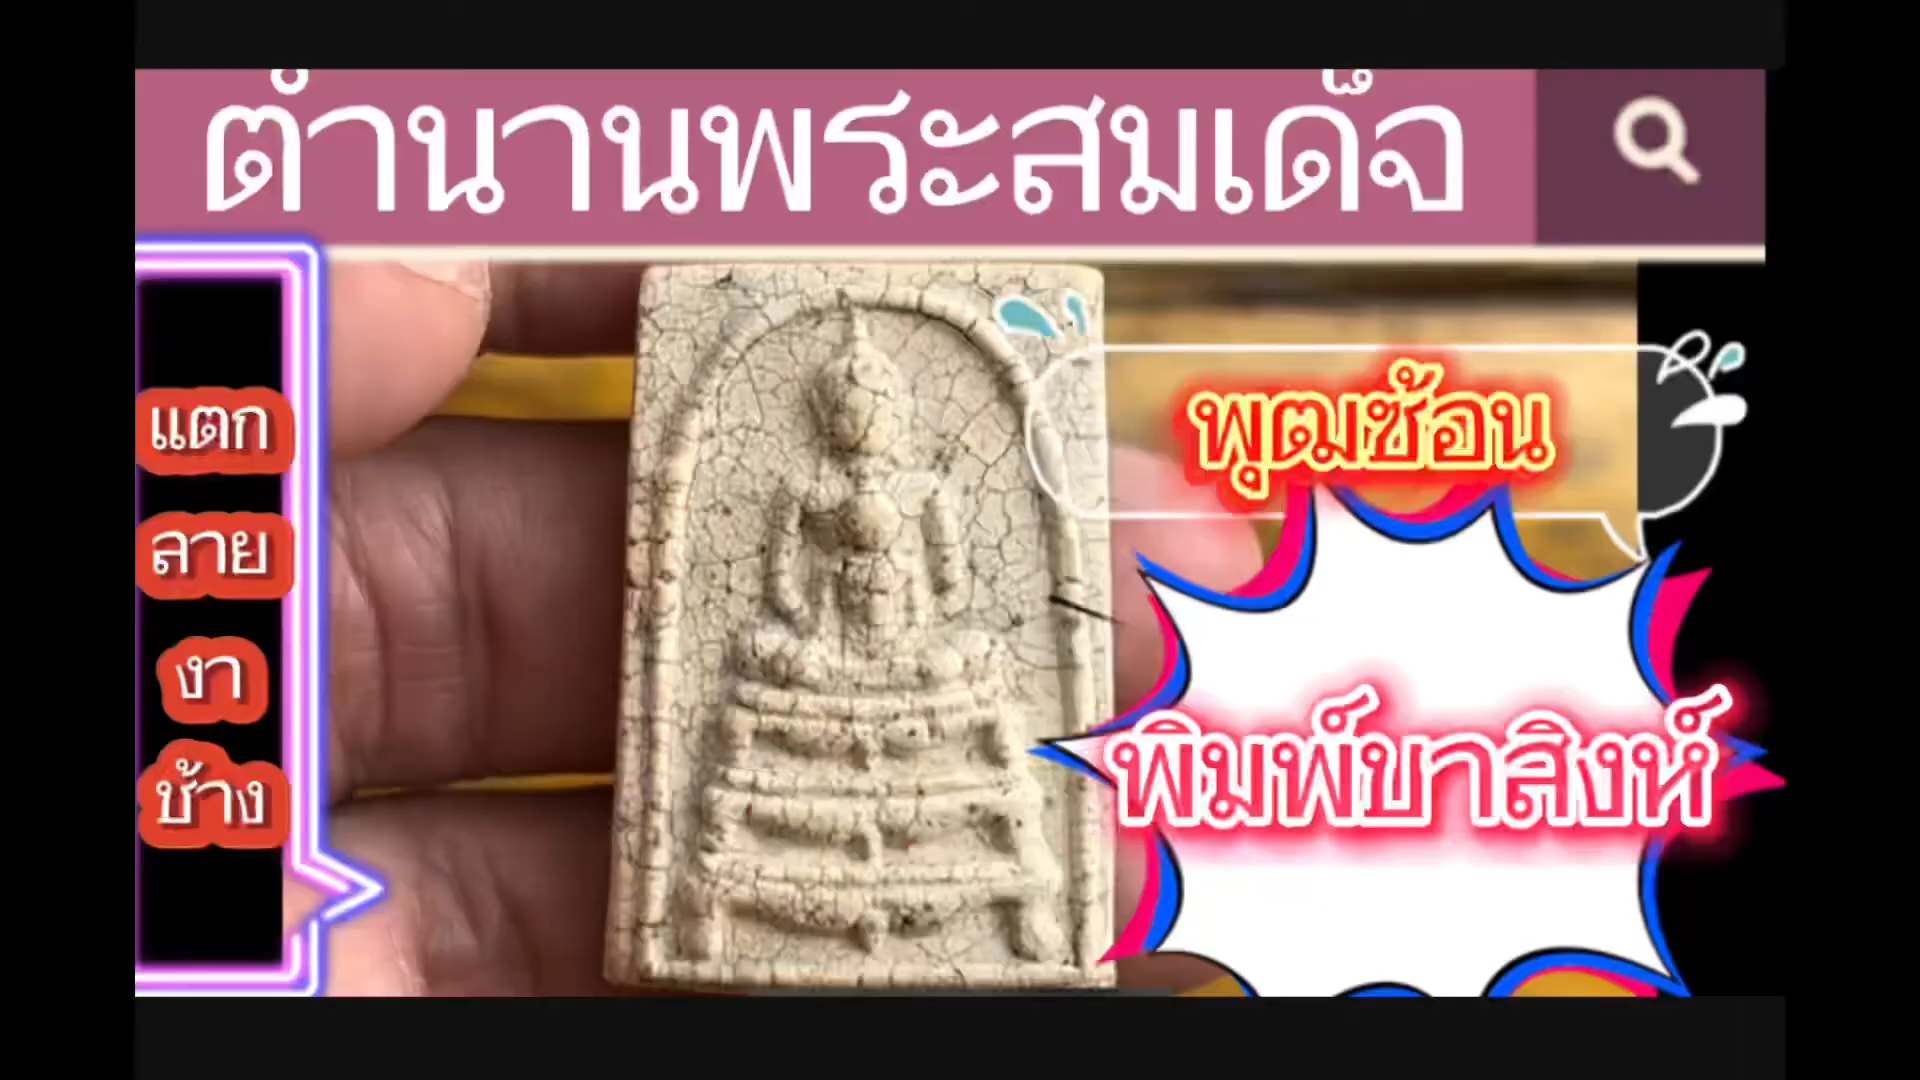 ตำนานพระสมเด็จ
แตก
ลาย
งา
ช้าง
พุฒซ้อน
พิมพ์บาสิงห์